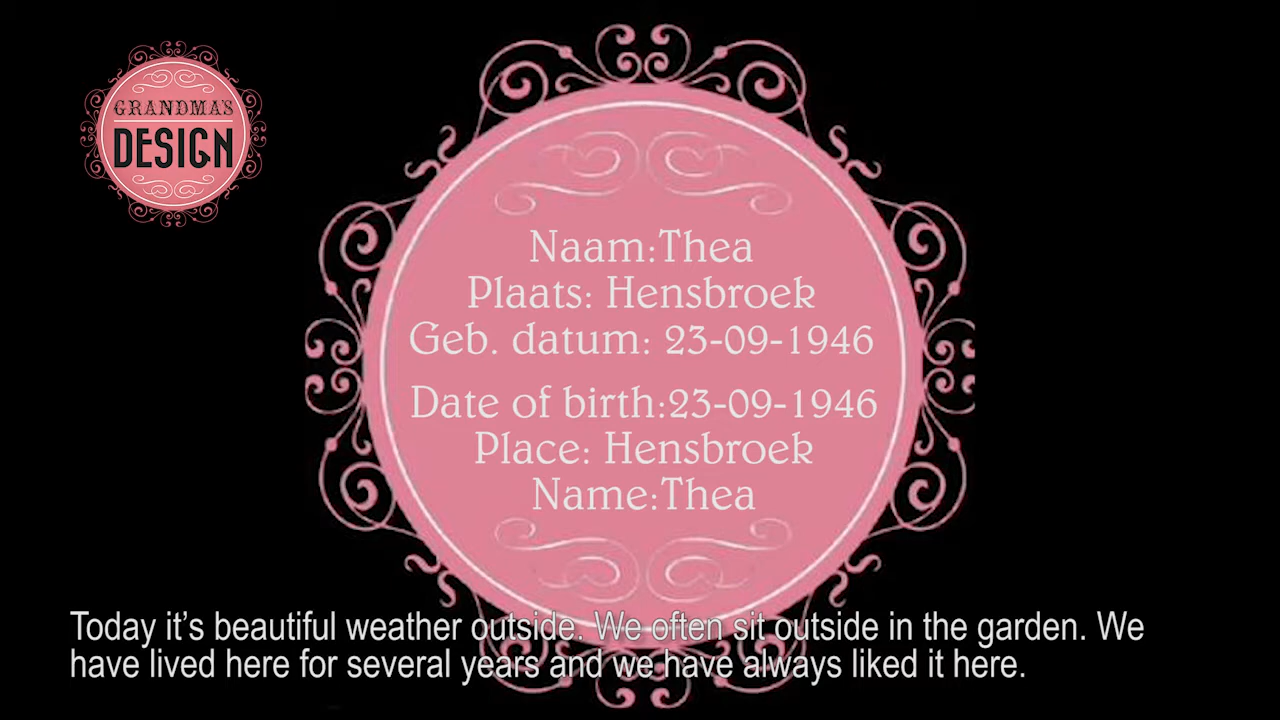 GRANDMA'S
DESIGN
Naam:Thea
Plaats: Hensbroek
Geb. datum: 23-09-1946
Date of birth:23-09-1946
Place: Hensbroek
Name:Thea
Today it’s beautiful weather outside. We often sit outside in the garden. We
have lived here for several years and we have always liked it here.